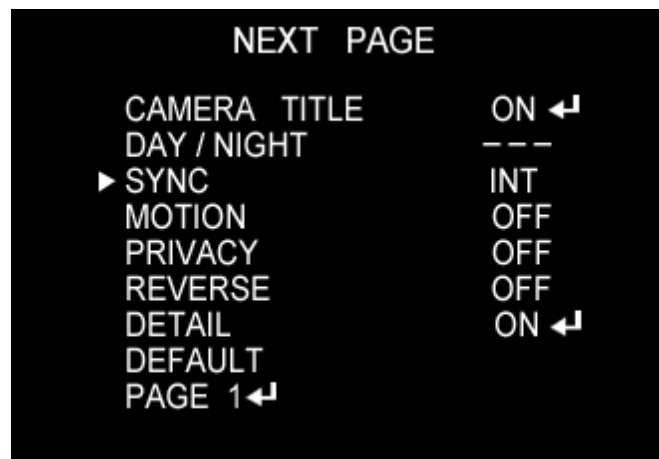 NEXT PAGE
CAMERA TITLE ON ↲
DAY / NIGHT – – –
▶ SYNC INT
MOTION OFF
PRIVACY OFF
REVERSE OFF
DETAIL ON ↲
DEFAULT
PAGE 1↲